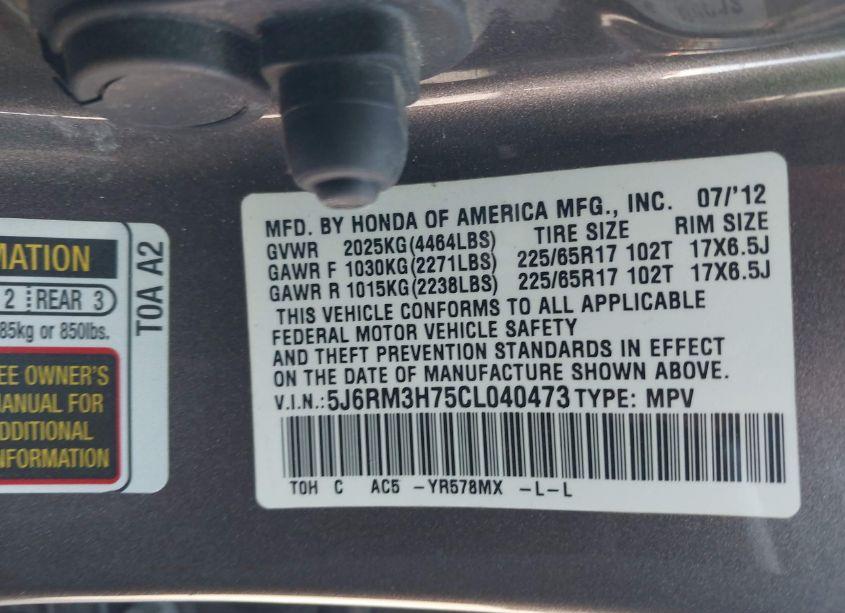 MATION
2 REAR 3
85kg or 850lbs.
EE OWNER'S
MANUAL FOR
ADDITIONAL
NFORMATION
T0A A2
MFD. BY HONDA OF AMERICA MFG., INC. 07/'12
GVWR 2025KG(4464LBS) TIRE SIZE RIM SIZE
GAWR F 1030KG(2271LBS) 225/65R17 102T 17X6.5J
GAWR R 1015KG(2238LBS) 225/65R17 102T 17X6.5J
THIS VEHICLE CONFORMS TO ALL APPLICABLE
FEDERAL MOTOR VEHICLE SAFETY
AND THEFT PREVENTION STANDARDS IN EFFECT
ON THE DATE OF MANUFACTURE SHOWN ABOVE.
V.I.N.:5J6RM3H75CL040473 TYPE: MPV
T0H C AC5 -YR578MX -L-L